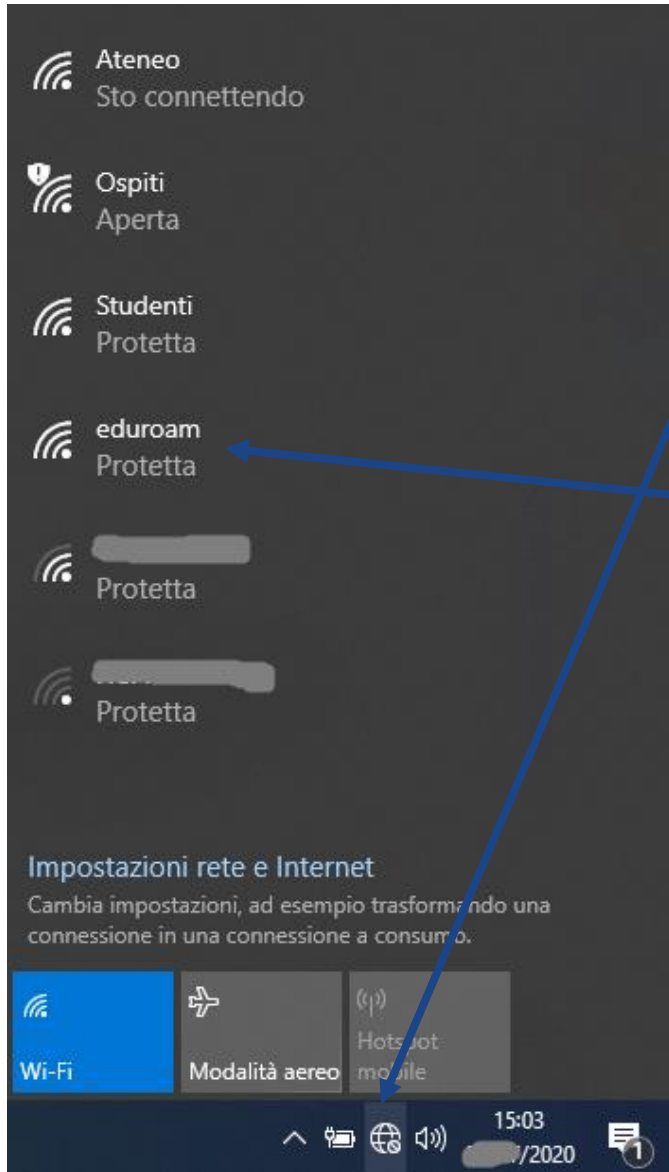 Ateneo
Sto connettendo
Ospiti
Aperta
Studenti
Protetta
eduroam
Protetta
Protetta
Protetta
Impostazioni rete e Internet
Cambia impostazioni, ad esempio trasformando una
connessione in una connessione a consumo.
Wi-Fi
Modalità aereo
Hotspot
mobile
15:03
/2020
1